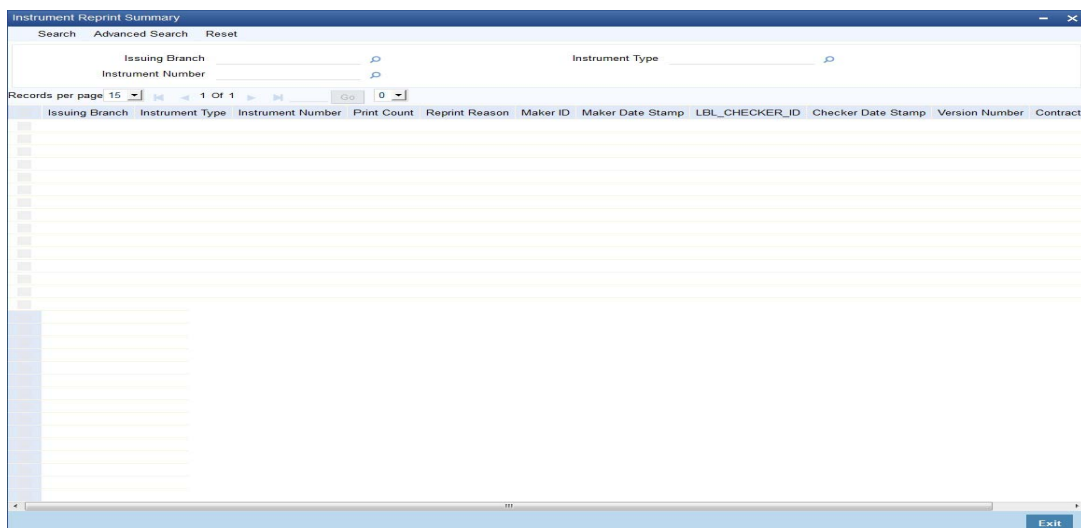 Instrument Reprint Summary
Search Advanced Search Reset
Issuing Branch Instrument Type
Instrument Number
Records per page 15 1 Of 1 Go 0
Issuing Branch Instrument Type Instrument Number Print Count Reprint Reason Maker ID Maker Date Stamp LBL_CHECKER_ID Checker Date Stamp Version Number Contract
Exit